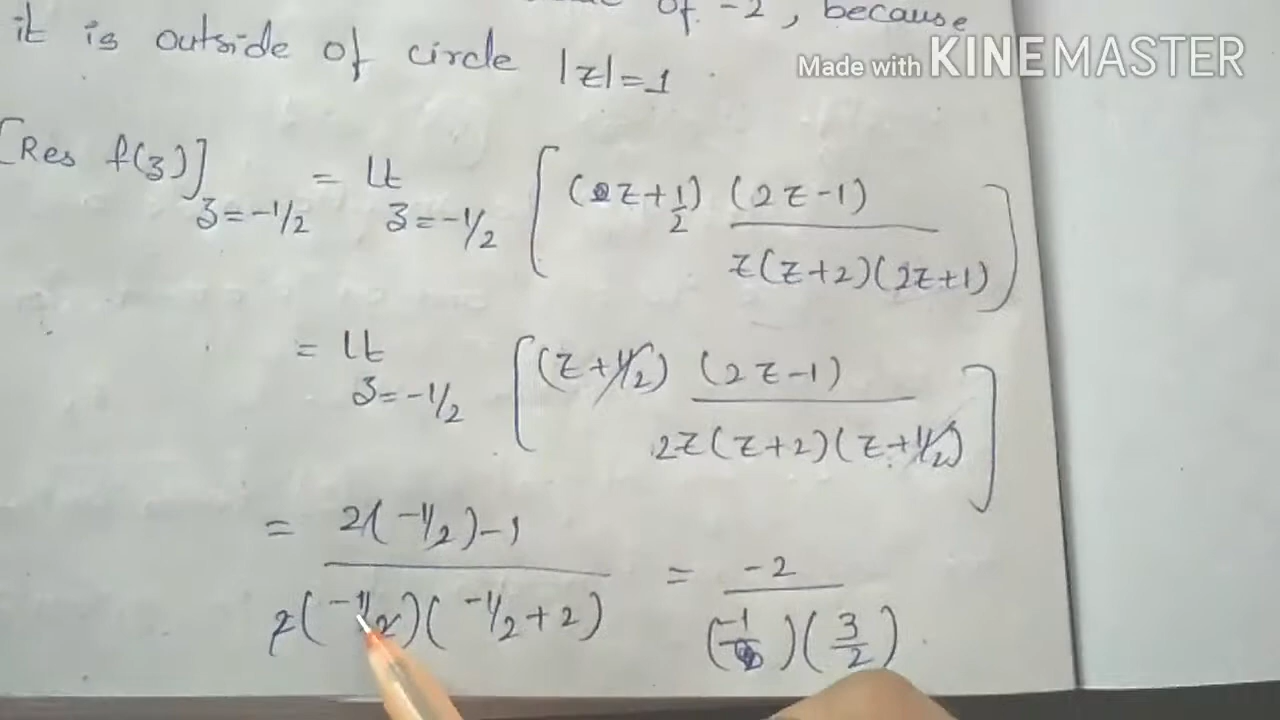 of -2, because
it is outside of circle |z|=1
Made with KINEMASTER
[Res f(z)] z=-1/2 = Lt z=-1/2 [(z+1/2) (2z-1) / z(z+2)(2z+1)]
= Lt z=-1/2 [(z+1/2) (2z-1) / 2z(z+2)(z+1/2)]
= 2(-1/2)-1 / 2(-1/2)(-1/2+2) = -2 / (-1)(3/2)